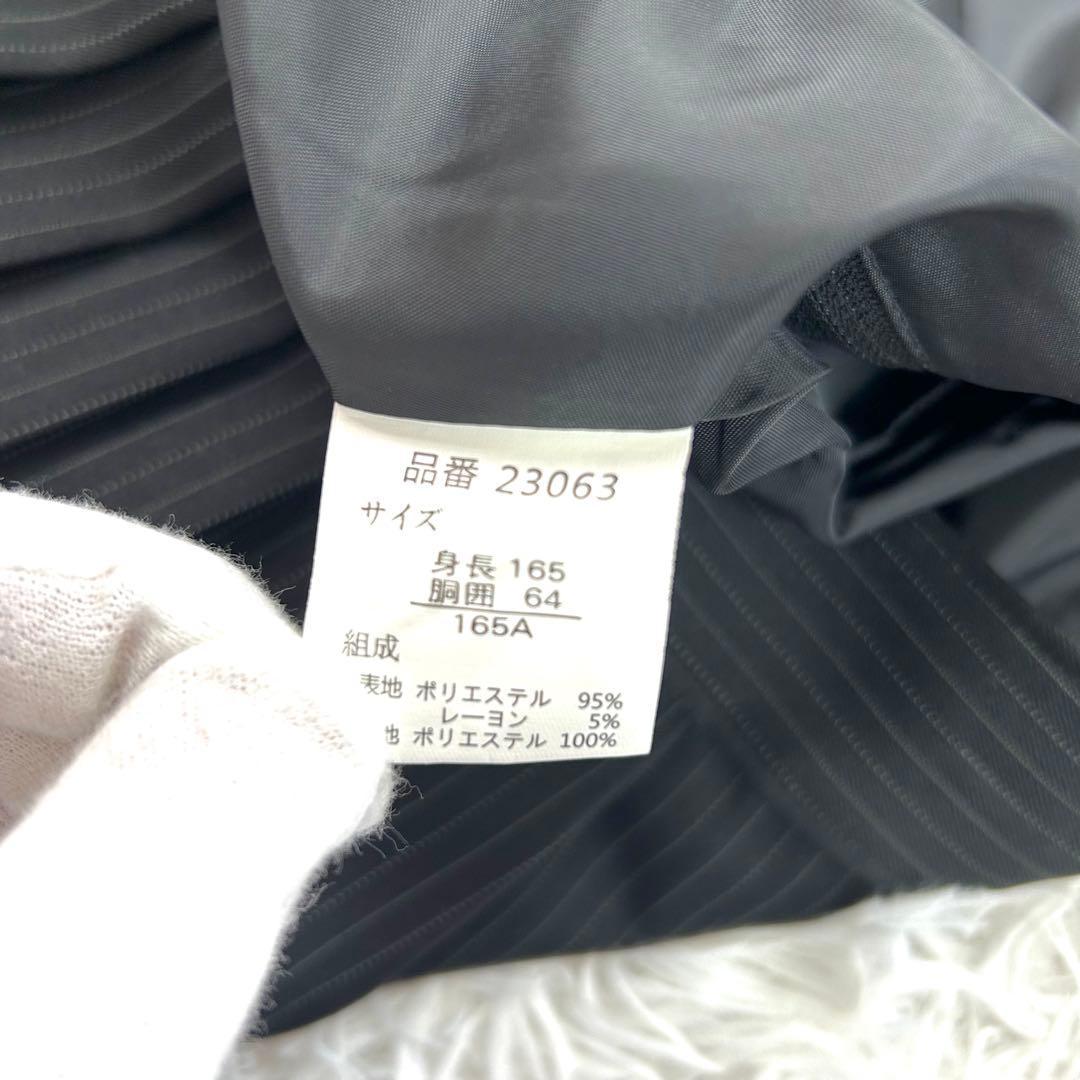 品番 23063
サイズ
身長 165
胴囲 64
165A
組成
表地 ポリエステル 95%
レーヨン 5%
地 ポリエステル 100%